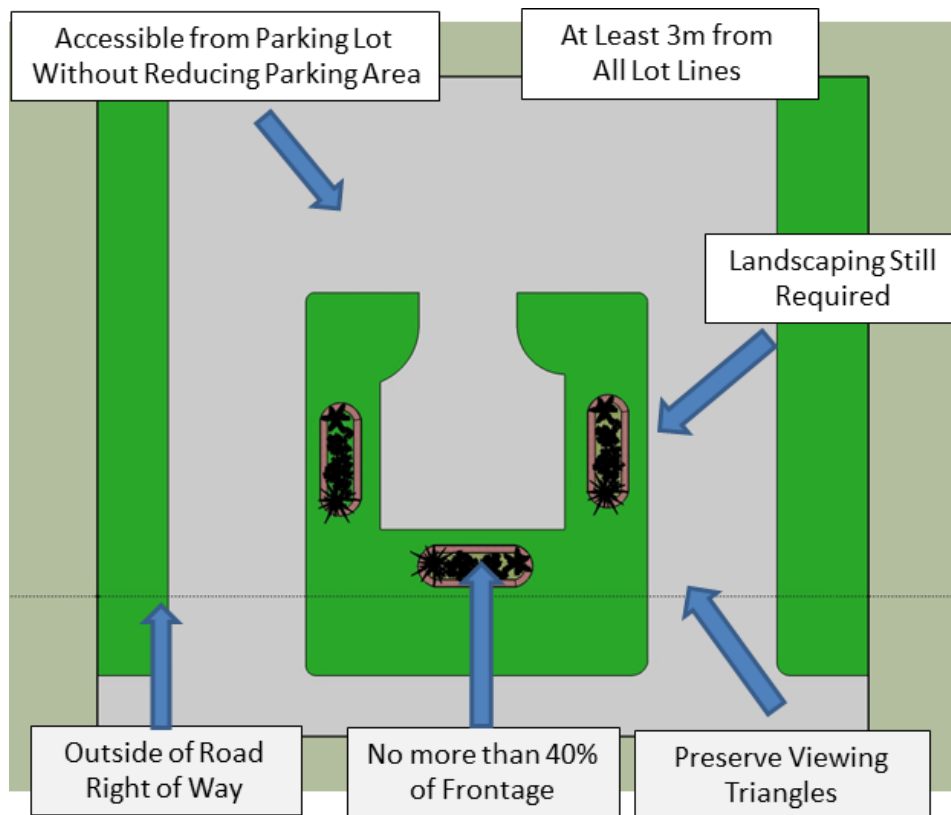 Accessible from Parking Lot
Without Reducing Parking Area
At Least 3m from
All Lot Lines
Landscaping Still
Required
Outside of Road
Right of Way
No more than 40%
of Frontage
Preserve Viewing
Triangles